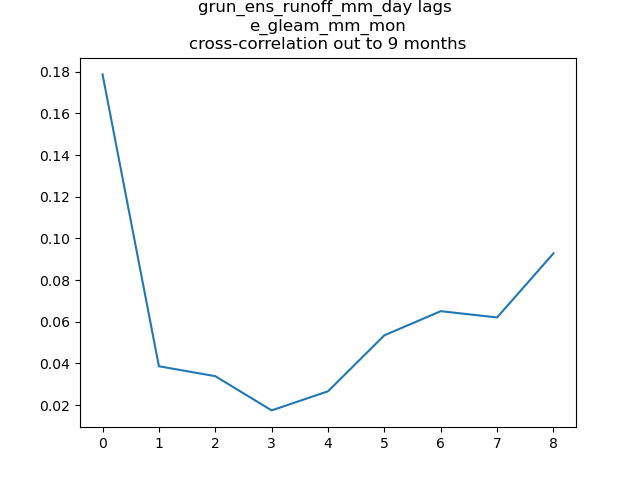 grun_ens_runoff_mm_day lags
e_gleam_mm_mon
cross-correlation out to 9 months
0.18
0.16
0.14
0.12
0.10
0.08
0.06
0.04
0.02
0 1 2 3 4 5 6 7 8